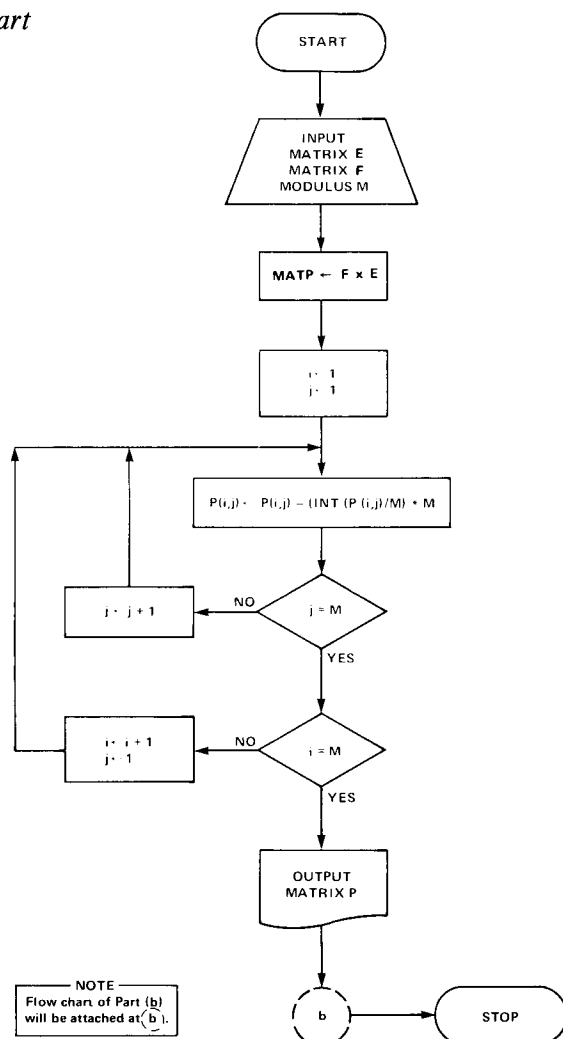 art
START
INPUT
MATRIX E
MATRIX F
MODULUS M
MATP ← F x E
i ← 1
j ← 1
P(i,j) ← P(i,j) – (INT (P (i,j)/M) * M
j = M
NO
j ← j + 1
YES
i = M
NO
i ← i + 1
j ← 1
YES
OUTPUT
MATRIX P
NOTE
Flow chart of Part (b)
will be attached at (b).
b
STOP